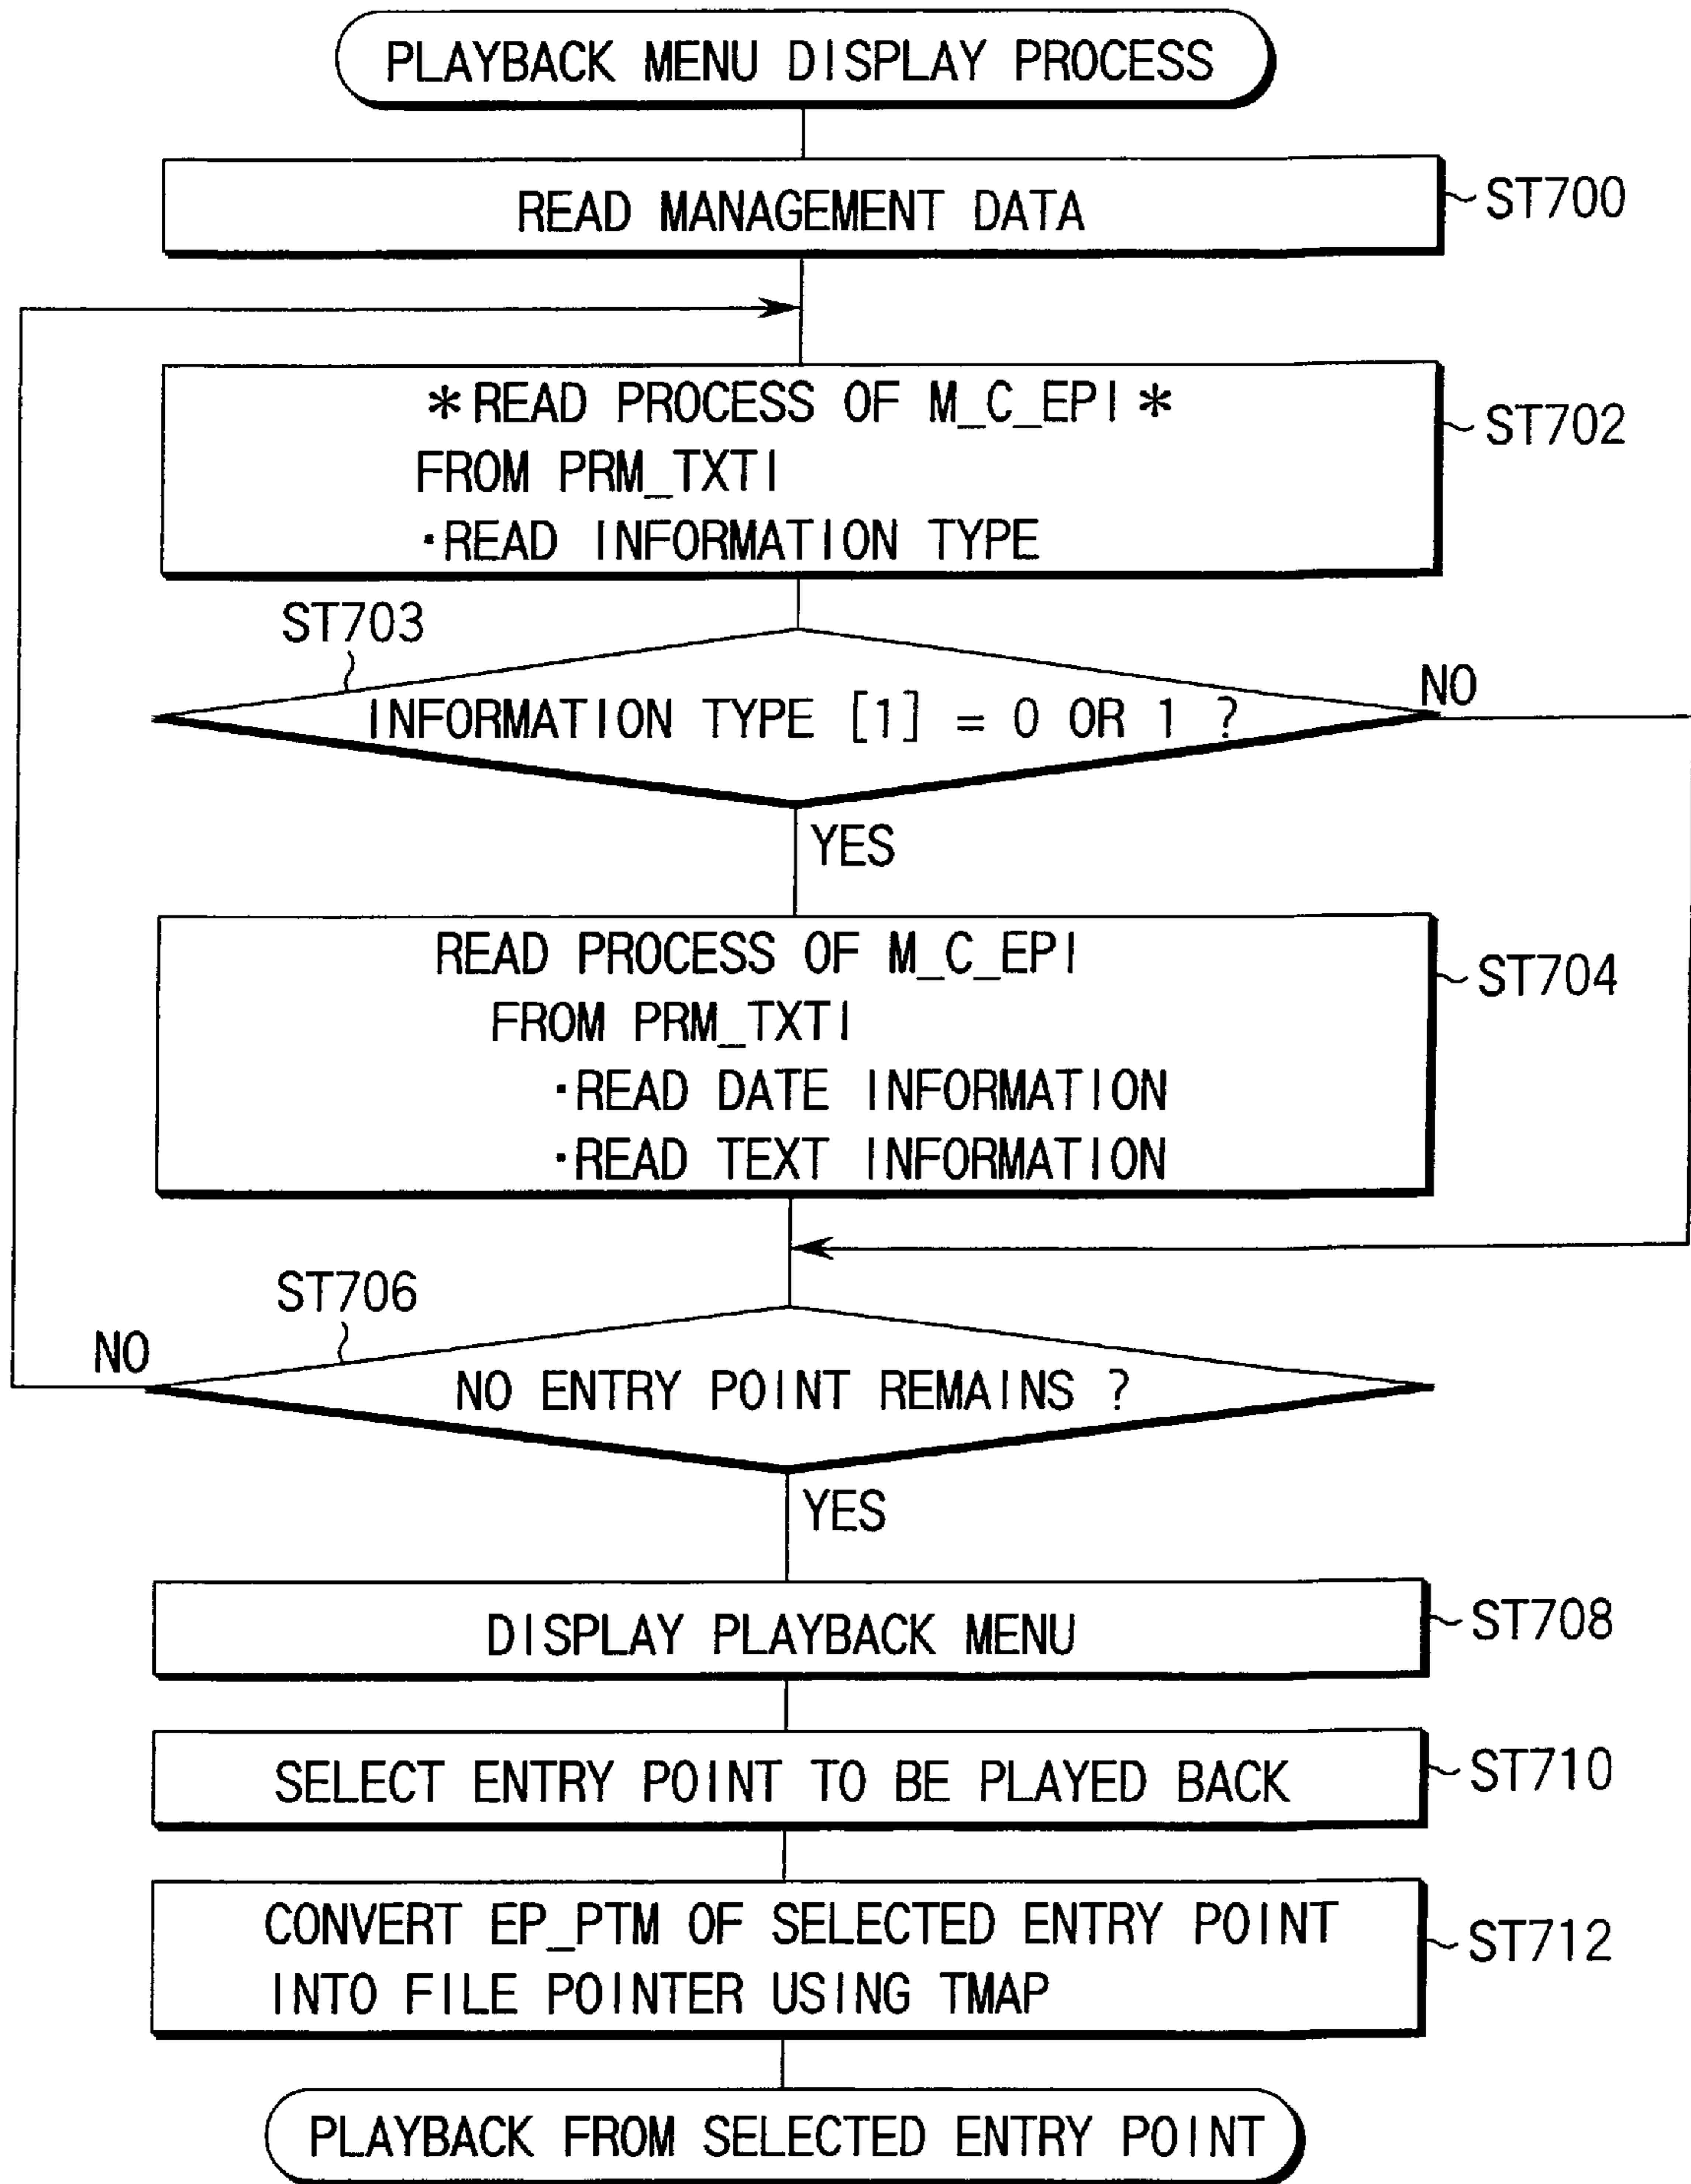 PLAYBACK MENU DISPLAY PROCESS
READ MANAGEMENT DATA
ST700
*READ PROCESS OF M_C_EPI*
FROM PRM_TXTI
·READ INFORMATION TYPE
ST702
ST703
INFORMATION TYPE [1] = 0 OR 1 ?
NO
YES
READ PROCESS OF M_C_EPI
FROM PRM_TXTI
·READ DATE INFORMATION
·READ TEXT INFORMATION
ST704
ST706
NO
NO ENTRY POINT REMAINS ?
YES
DISPLAY PLAYBACK MENU
ST708
SELECT ENTRY POINT TO BE PLAYED BACK
ST710
CONVERT EP_PTM OF SELECTED ENTRY POINT
INTO FILE POINTER USING TMAP
ST712
PLAYBACK FROM SELECTED ENTRY POINT